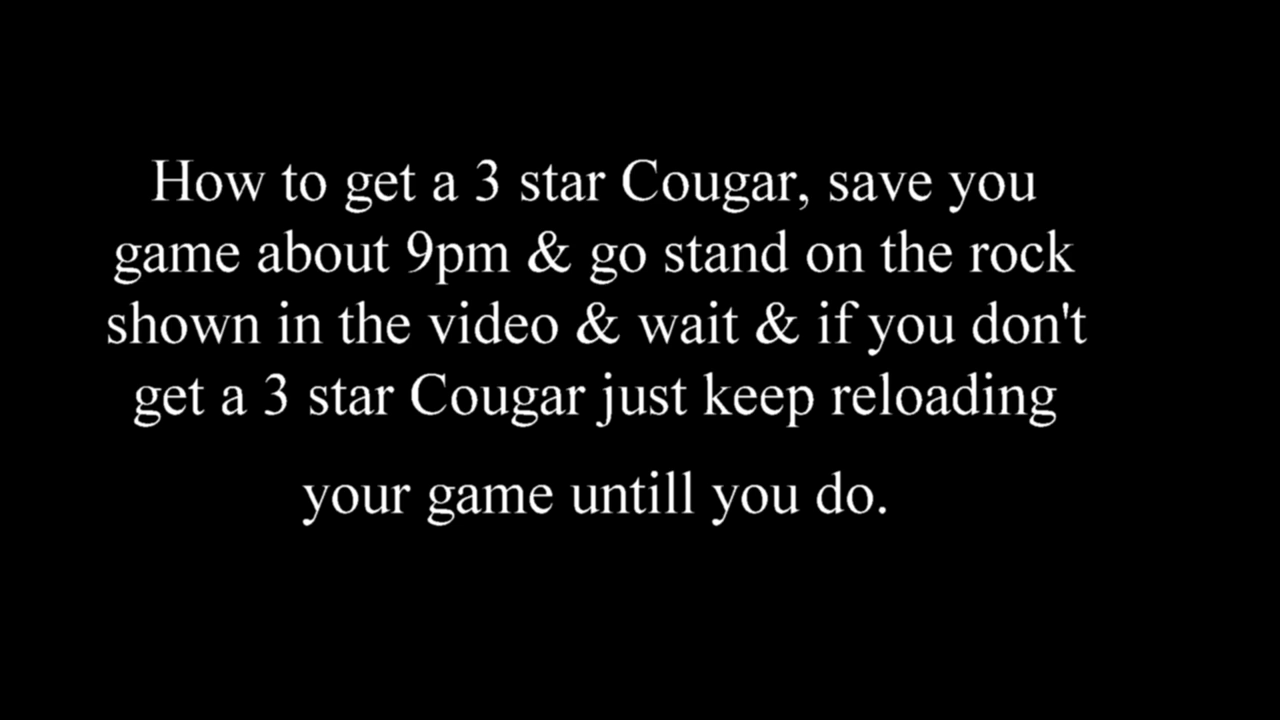 How to get a 3 star Cougar, save you
game about 9pm & go stand on the rock
shown in the video & wait & if you don't
get a 3 star Cougar just keep reloading
your game untill you do.